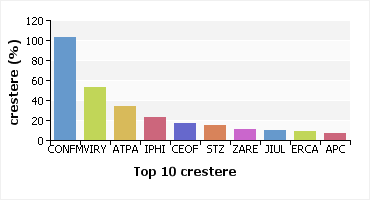 120
100
80
60
40
20
0
crestere (%)
CONFM VIRY ATPA IPHI CEOF STZ ZARE JIUL ERCA APC
Top 10 crestere